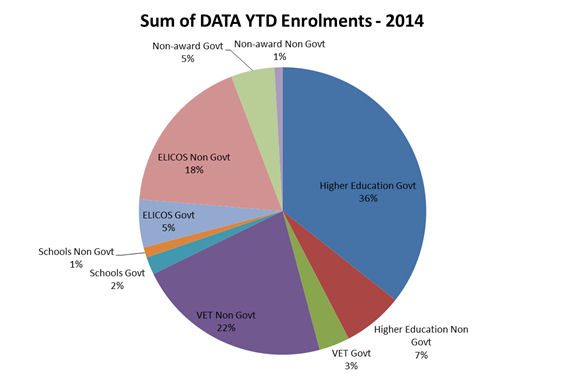 Sum of DATA YTD Enrolments - 2014
Non-award Govt
5%
Non-award Non Govt
1%
Higher Education Govt
36%
Higher Education Non
Govt
7%
VET Govt
3%
VET Non Govt
22%
Schools Govt
2%
Schools Non Govt
1%
ELICOS Govt
5%
ELICOS Non Govt
18%